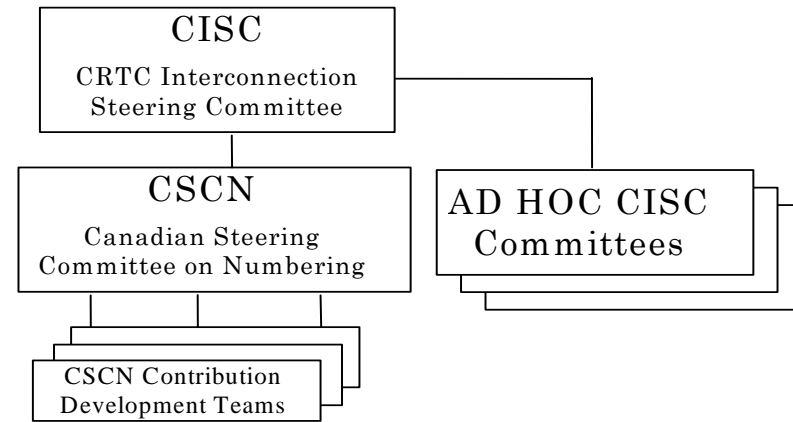 CISC
CRTC Interconnection
Steering Committee
CSCN
Canadian Steering
Committee on Numbering
AD HOC CISC
Committees
CSCN Contribution
Development Teams